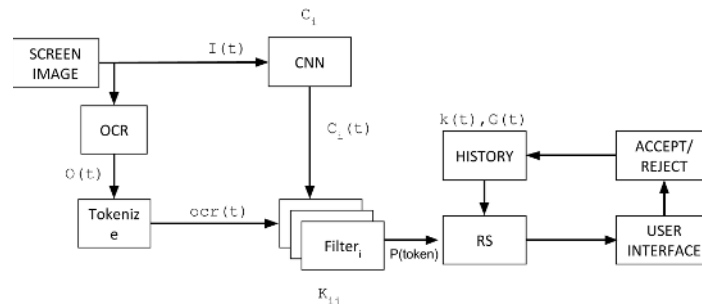 C_i
SCREEN
IMAGE
I(t)
CNN
OCR
C_i(t)
k(t),G(t)
HISTORY
ACCEPT/
REJECT
O(t)
Tokeniz
e
ocr(t)
Filter_i
P(token)
RS
USER
INTERFACE
K_ij